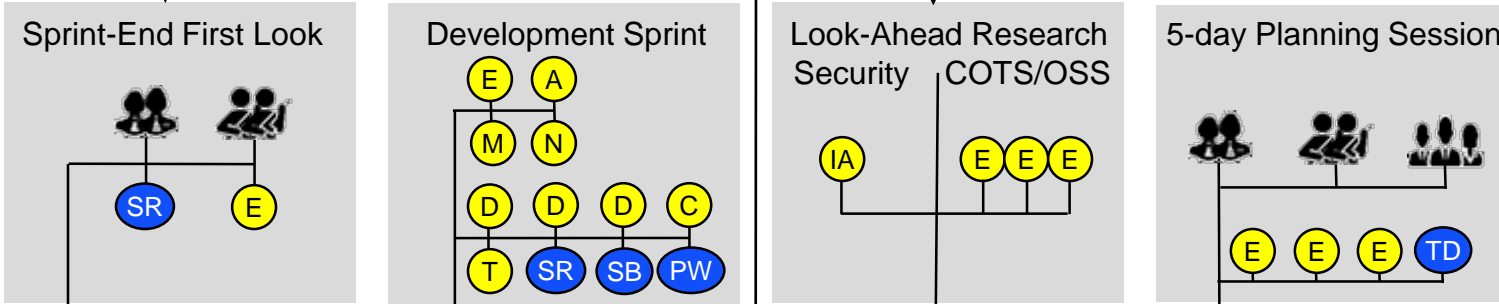 Sprint-End First Look
SR E
Development Sprint
E A
M N
D D D C
T SR SB PW
Look-Ahead Research
Security COTS/OSS
IA E E E
5-day Planning Session
E E E TD